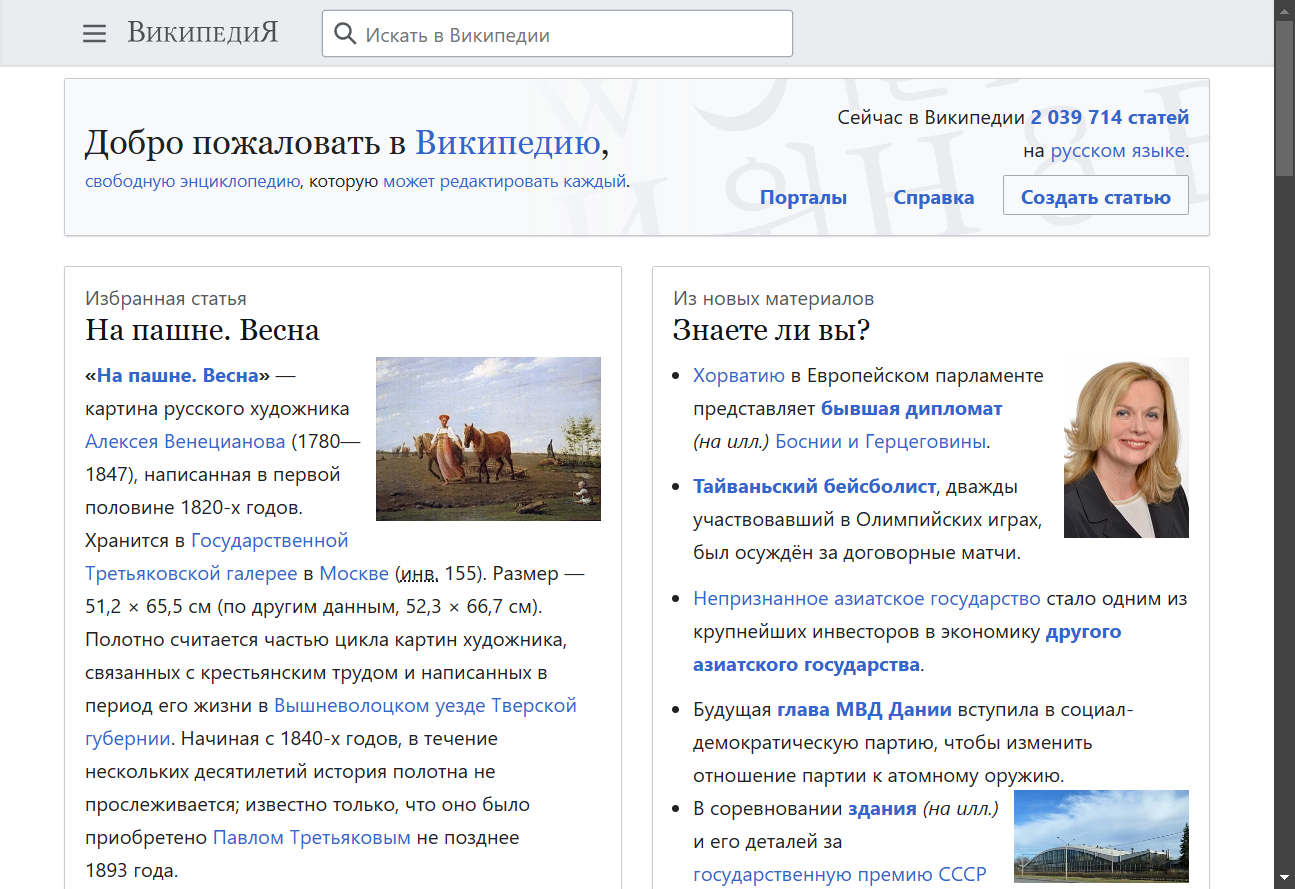 ВикипедиЯ
Искать в Википедии
Добро пожаловать в Википедию,
свободную энциклопедию, которую может редактировать каждый.
Сейчас в Википедии 2 039 714 статей
на русском языке.
Порталы
Справка
Создать статью
Избранная статья
На пашне. Весна
«На пашне. Весна» —
картина русского художника
Алексея Венецианова (1780—
1847), написанная в первой
половине 1820-х годов.
Хранится в Государственной
Третьяковской галерее в Москве (инв. 155). Размер —
51,2 × 65,5 см (по другим данным, 52,3 × 66,7 см).
Полотно считается частью цикла картин художника,
связанных с крестьянским трудом и написанных в
период его жизни в Вышневолоцком уезде Тверской
губернии. Начиная с 1840-х годов, в течение
нескольких десятилетий история полотна не
прослеживается; известно только, что оно было
приобретено Павлом Третьяковым не позднее
1893 года.
Из новых материалов
Знаете ли вы?
Хорватию в Европейском парламенте
представляет бывшая дипломат
(на илл.) Боснии и Герцеговины.
Тайваньский бейсболист, дважды
участвовавший в Олимпийских играх,
был осуждён за договорные матчи.
Непризнанное азиатское государство стало одним из
крупнейших инвесторов в экономику другого
азиатского государства.
Будущая глава МВД Дании вступила в социал-
демократическую партию, чтобы изменить
отношение партии к атомному оружию.
В соревновании здания (на илл.)
и его деталей за
государственную премию СССР